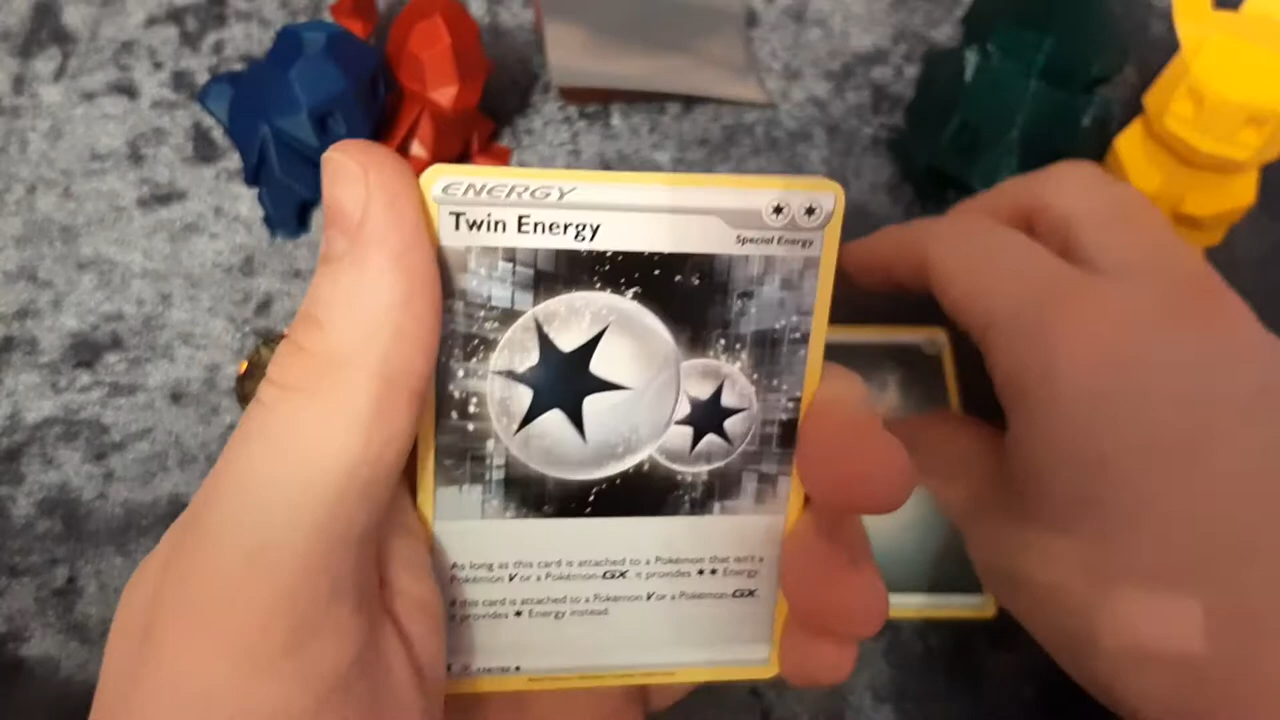 ENERGY
Twin Energy
Special Energy
As long as this card is attached to a Pokémon that isn't a
Pokémon V or a Pokémon-GX, it provides Energy.
If this card is attached to a Pokémon V or a Pokémon-GX,
it provides Energy instead.